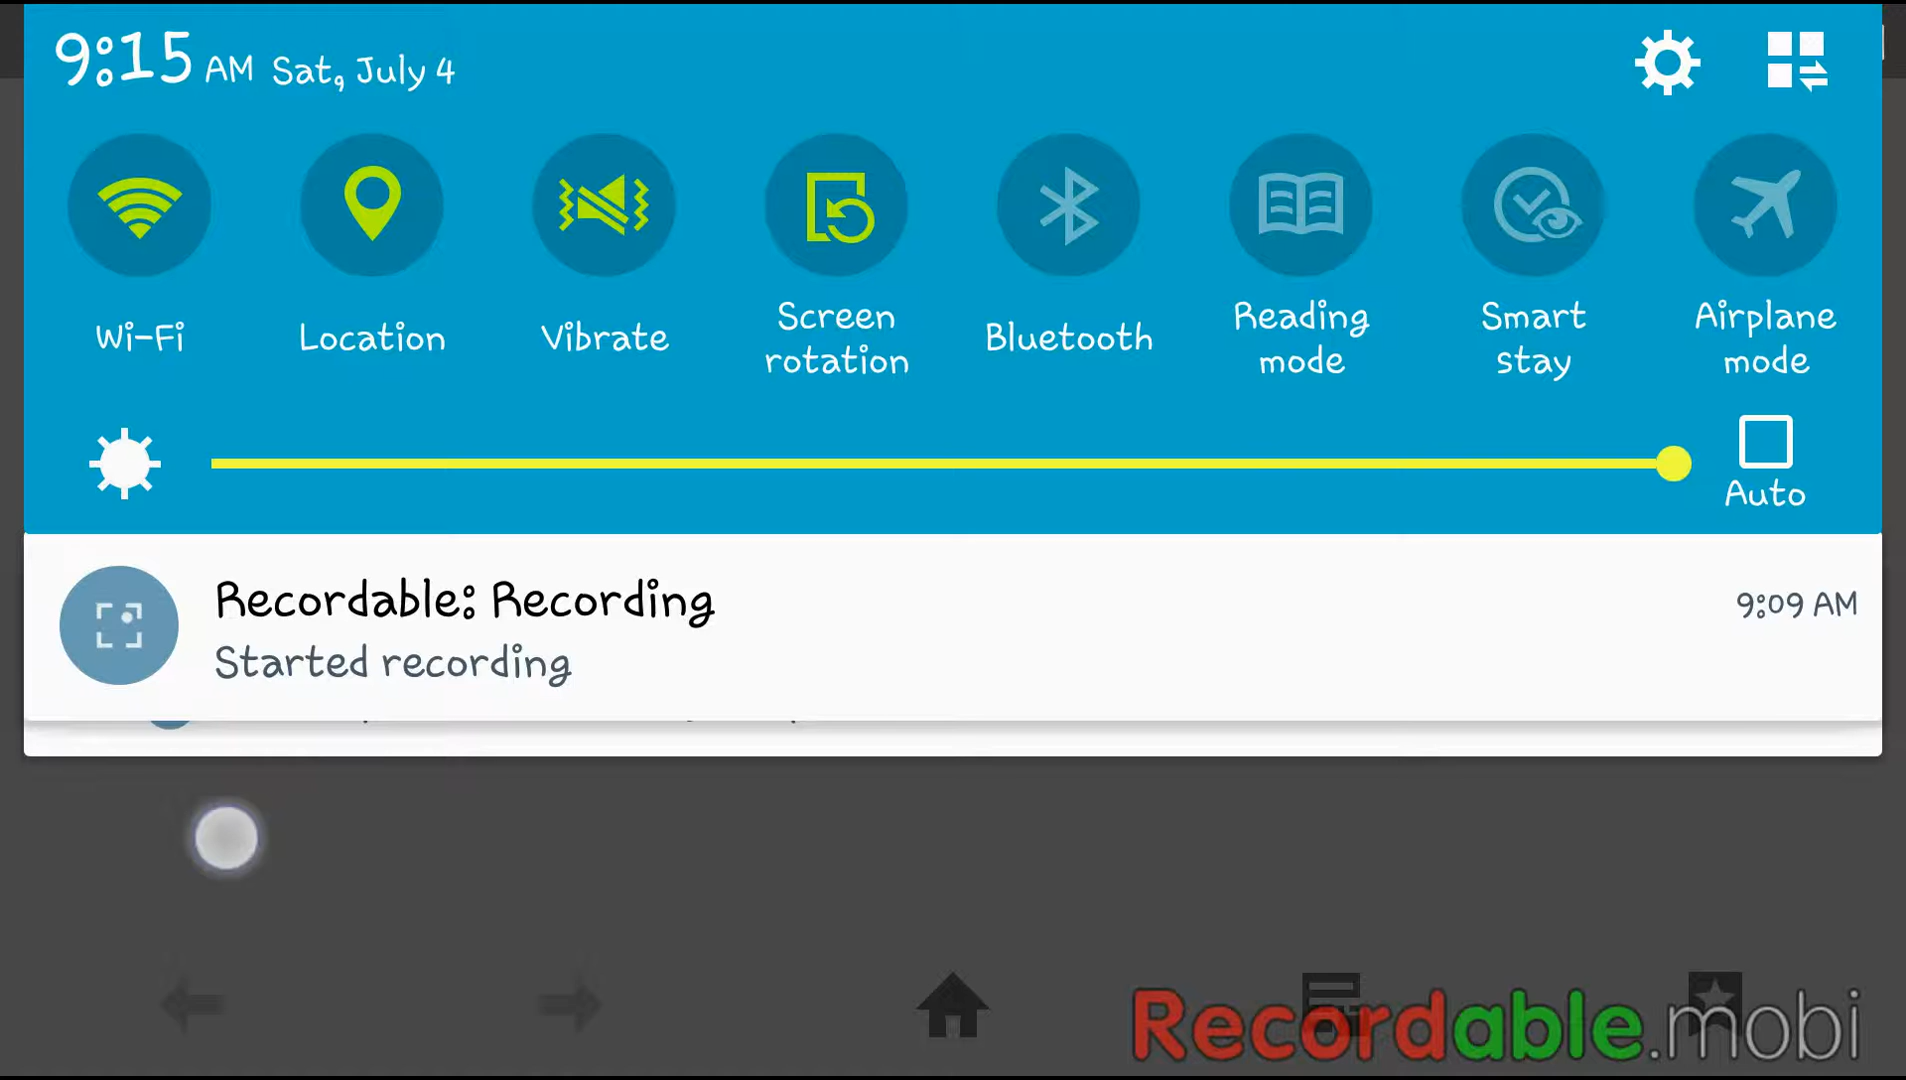 9:15 AM Sat, July 4
Wi-Fi
Location
Vibrate
Screen
rotation
Bluetooth
Reading
mode
Smart
stay
Airplane
mode
Auto
Recordable: Recording
9:09 AM
Started recording
Recordable.mobi